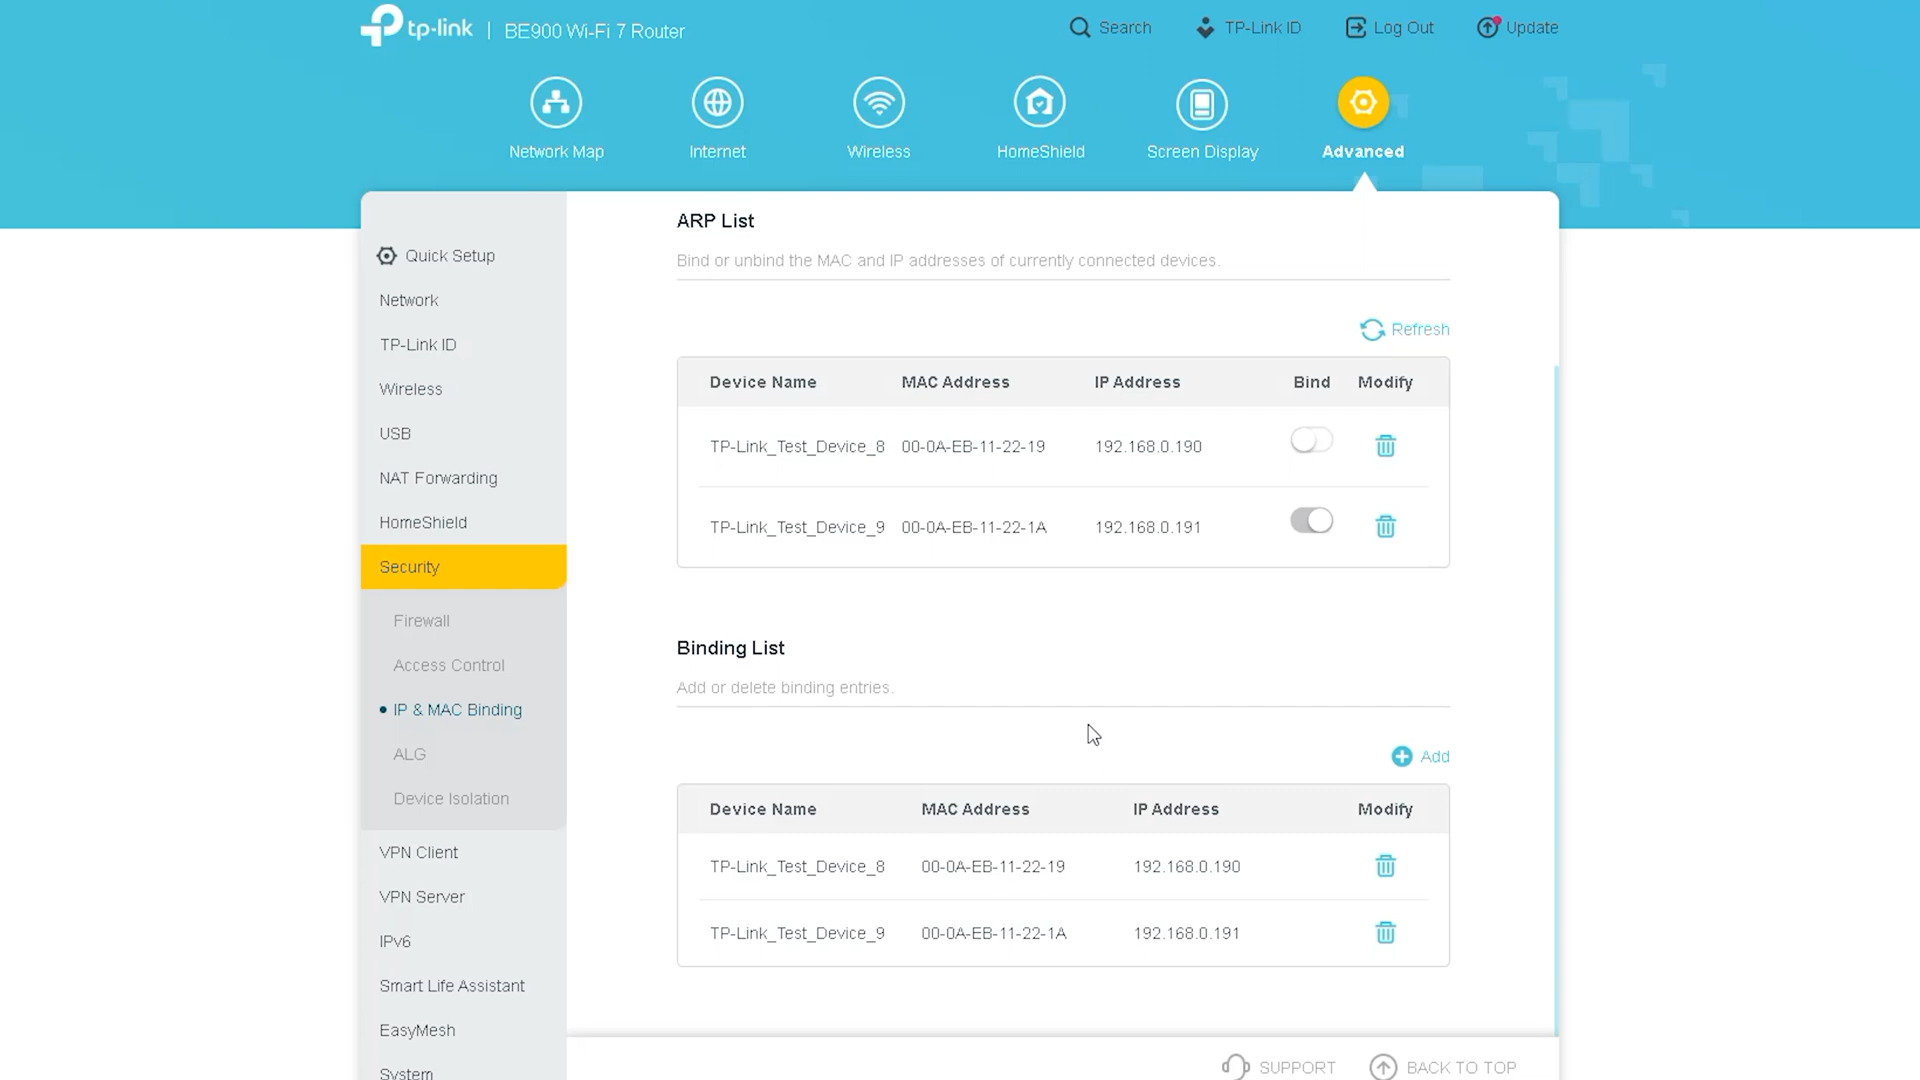 tp-link | BE900 Wi-Fi 7 Router
Search
TP-Link ID
Log Out
Update
Network Map
Internet
Wireless
HomeShield
Screen Display
Advanced
Quick Setup
Network
TP-Link ID
Wireless
USB
NAT Forwarding
HomeShield
Security
Firewall
Access Control
IP & MAC Binding
ALG
Device Isolation
VPN Client
VPN Server
IPv6
Smart Life Assistant
EasyMesh
System
ARP List
Bind or unbind the MAC and IP addresses of currently connected devices.
Refresh
Device Name MAC Address IP Address Bind Modify
TP-Link_Test_Device_8 00-0A-EB-11-22-19 192.168.0.190
TP-Link_Test_Device_9 00-0A-EB-11-22-1A 192.168.0.191
Binding List
Add or delete binding entries.
Add
Device Name MAC Address IP Address Modify
TP-Link_Test_Device_8 00-0A-EB-11-22-19 192.168.0.190
TP-Link_Test_Device_9 00-0A-EB-11-22-1A 192.168.0.191
SUPPORT
BACK TO TOP